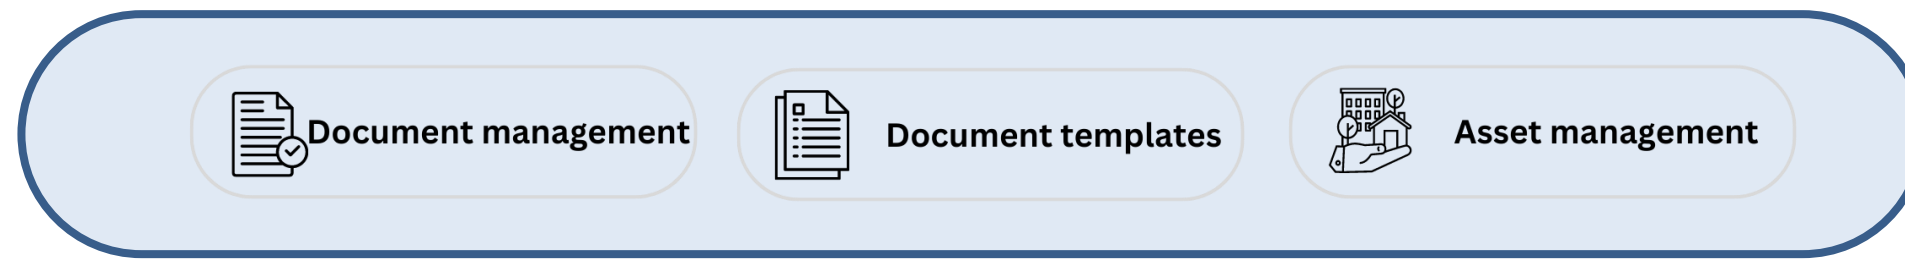 Document management
Document templates
Asset management